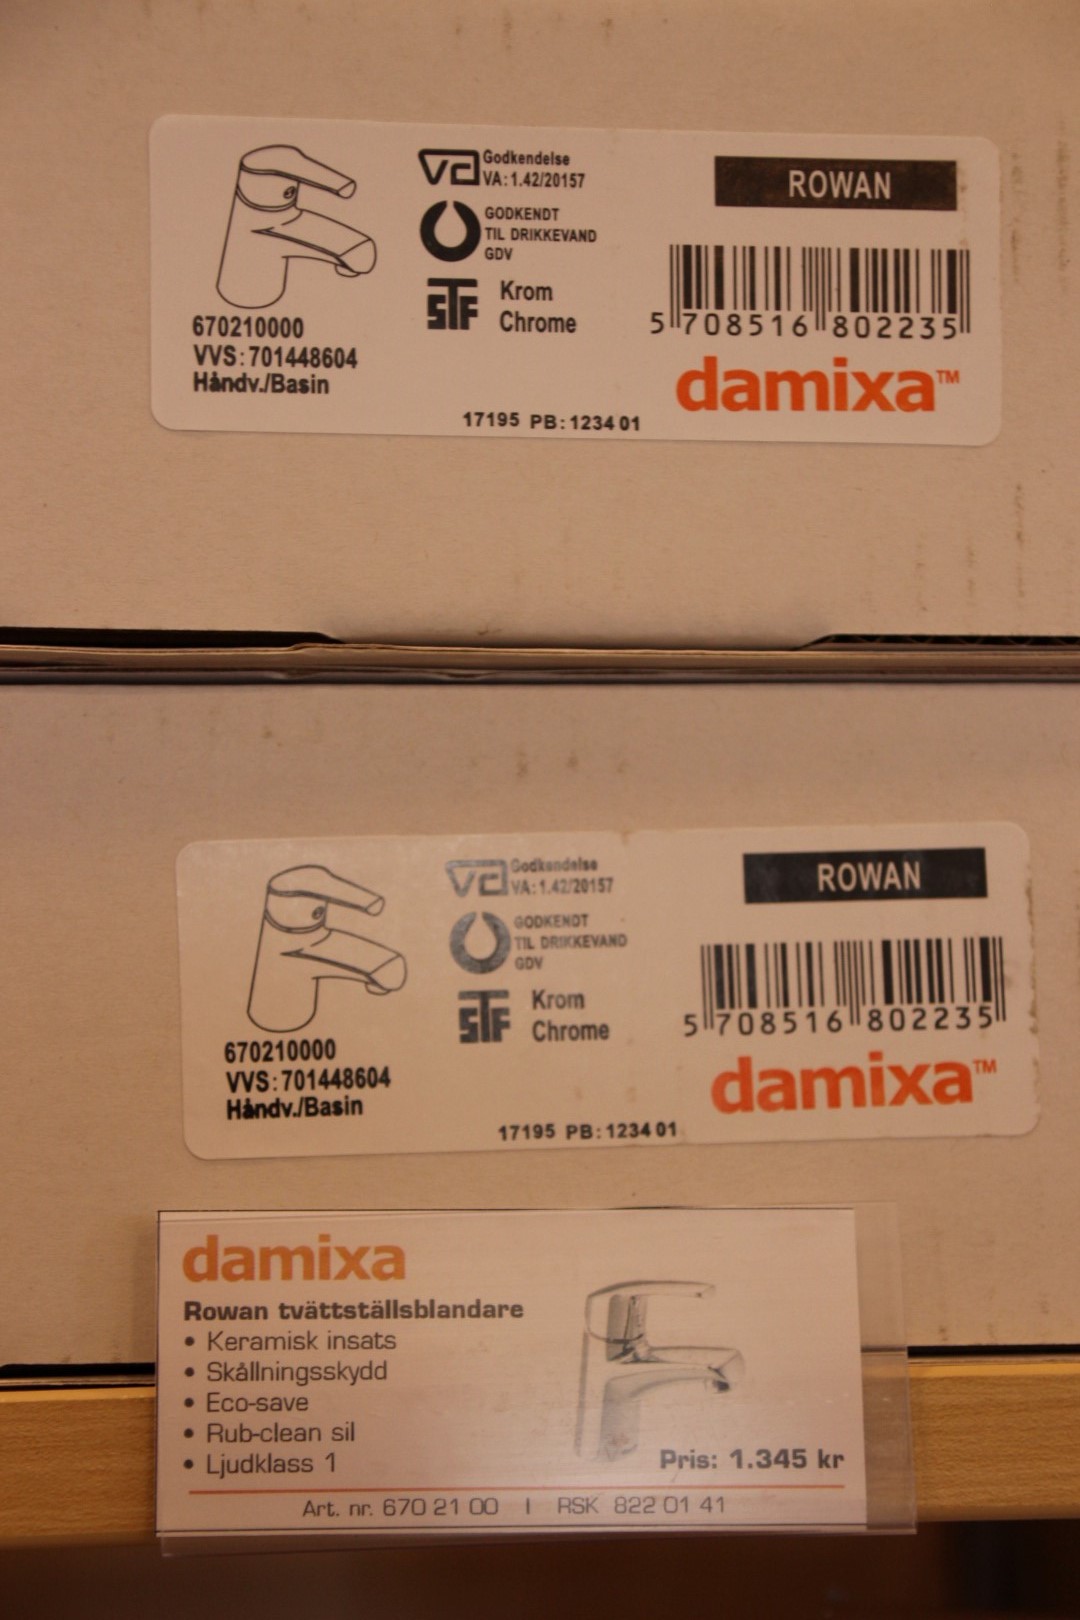 Godkendelse
VA:1.42/20157
GODKENDT
TIL DRIKKEVAND
GDV
STF
Krom
Chrome
670210000
VVS:701448604
Håndv./Basin
17195 PB:1234 01
ROWAN
5 708516 802235
damixa™
Godkendelse
VA:1.42/20157
GODKENDT
TIL DRIKKEVAND
GDV
STF
Krom
Chrome
670210000
VVS:701448604
Håndv./Basin
17195 PB:1234 01
ROWAN
5 708516 802235
damixa™
damixa
Rowan tvättställsblandare
• Keramisk insats
• Skållningsskydd
• Eco-save
• Rub-clean sil
• Ljudklass 1
Pris: 1.345 kr
Art. nr. 670 21 00 | RSK 822 01 41